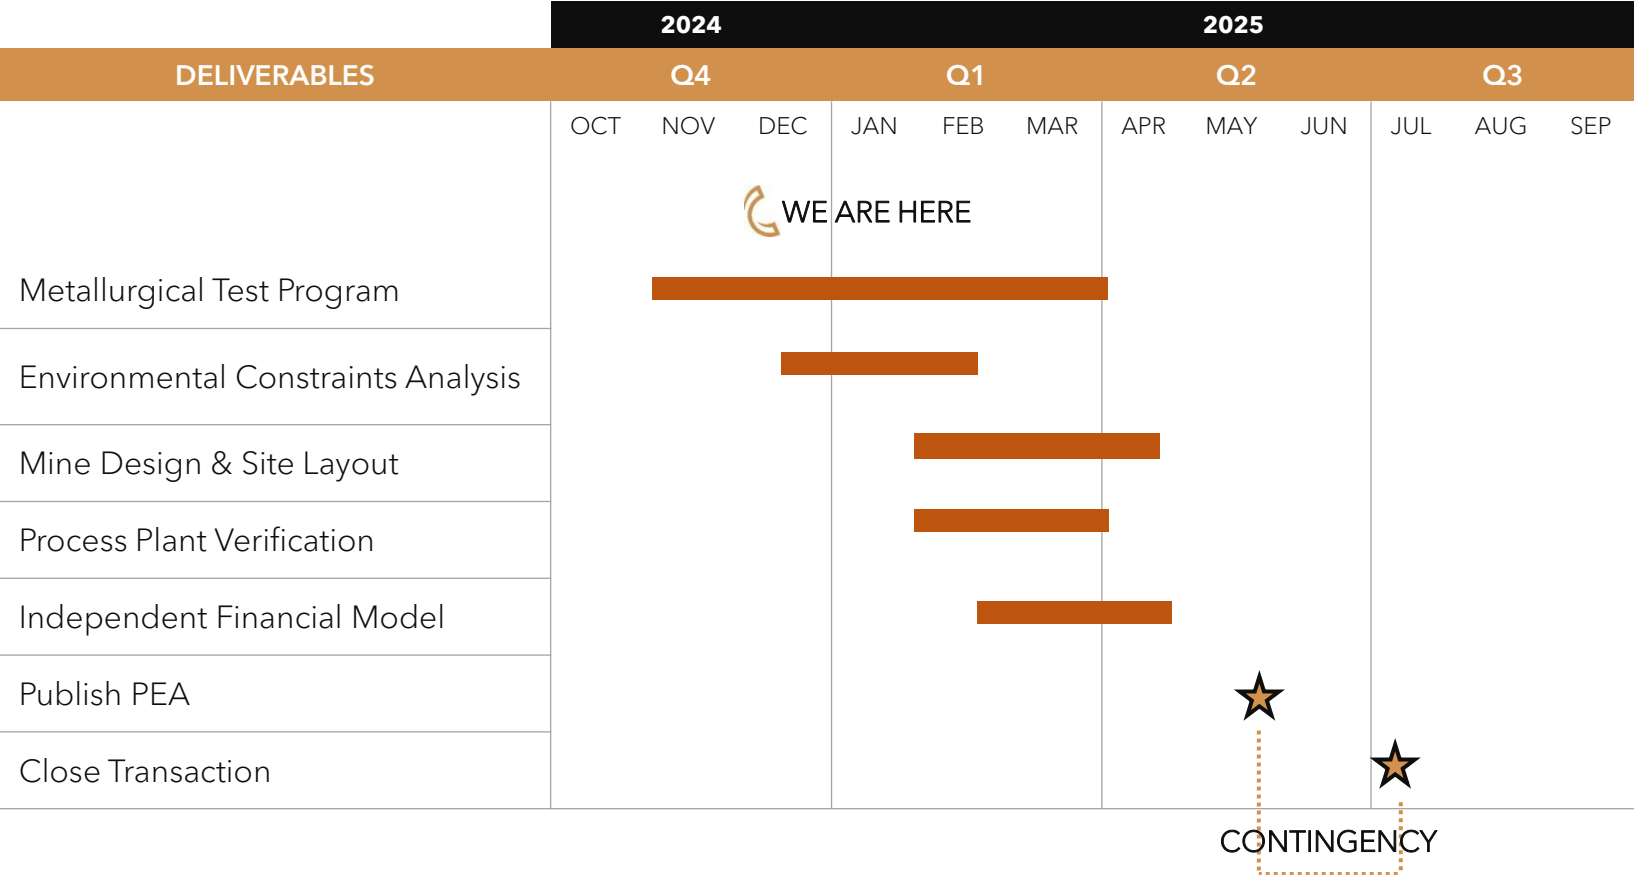 2024 2025
DELIVERABLES Q4 Q1 Q2 Q3
OCT NOV DEC JAN FEB MAR APR MAY JUN JUL AUG SEP
WE ARE HERE
Metallurgical Test Program
Environmental Constraints Analysis
Mine Design & Site Layout
Process Plant Verification
Independent Financial Model
Publish PEA
Close Transaction
CONTINGENCY